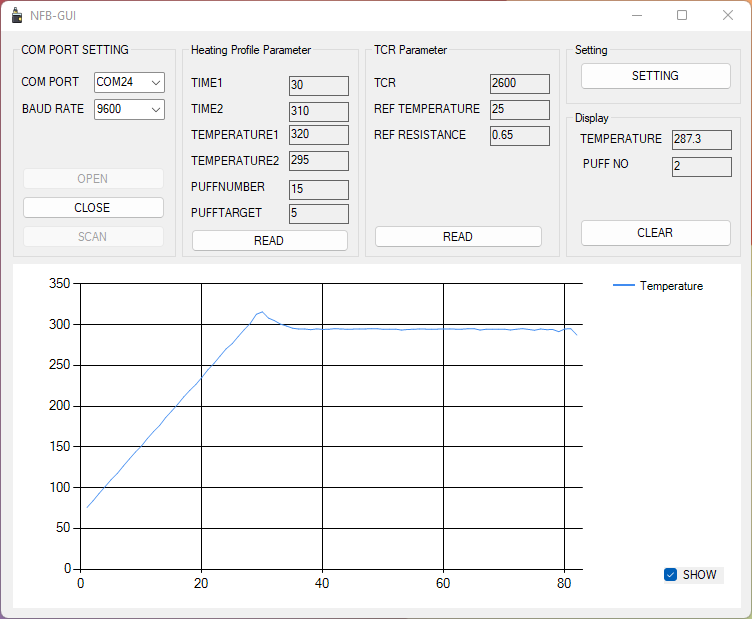 NFB-GUI
COM PORT SETTING
COM PORT COM24
BAUD RATE 9600
OPEN
CLOSE
SCAN
Heating Profile Parameter
TIME1 30
TIME2 310
TEMPERATURE1 320
TEMPERATURE2 295
PUFFNUMBER 15
PUFFTARGET 5
READ
TCR Parameter
TCR 2600
REF TEMPERATURE 25
REF RESISTANCE 0.65
READ
Setting
SETTING
Display
TEMPERATURE 287.3
PUFF NO 2
CLEAR
350
300
250
200
150
100
50
0
0 20 40 60 80
Temperature
SHOW